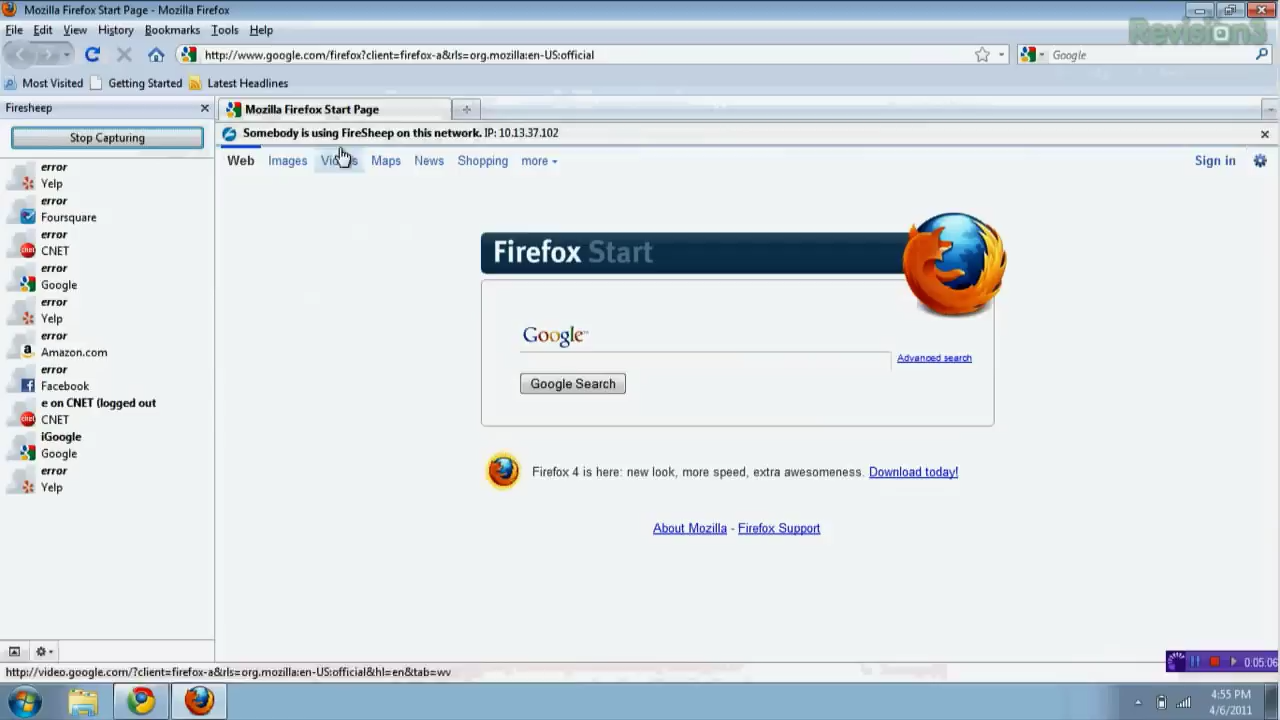 Mozilla Firefox Start Page - Mozilla Firefox
File Edit View History Bookmarks Tools Help
Revision3
http://www.google.com/firefox?client=firefox-a&rls=org.mozilla:en-US:official
Google
Most Visited Getting Started Latest Headlines
Firesheep
Mozilla Firefox Start Page
Stop Capturing
Somebody is using FireSheep on this network. IP: 10.13.37.102
Web Images Videos Maps News Shopping more Sign in
error
Yelp
error
Foursquare
error
CNET
error
Google
error
Yelp
error
Amazon.com
error
Facebook
e on CNET (logged out
CNET
iGoogle
Google
error
Yelp
Firefox Start
Google™
Advanced search
Google Search
Firefox 4 is here: new look, more speed, extra awesomeness. Download today!
About Mozilla - Firefox Support
http://video.google.com/?client=firefox-a&rls=org.mozilla:en-US:official&hl=en&tab=wv
0:05.06
4:55 PM
4/6/2011